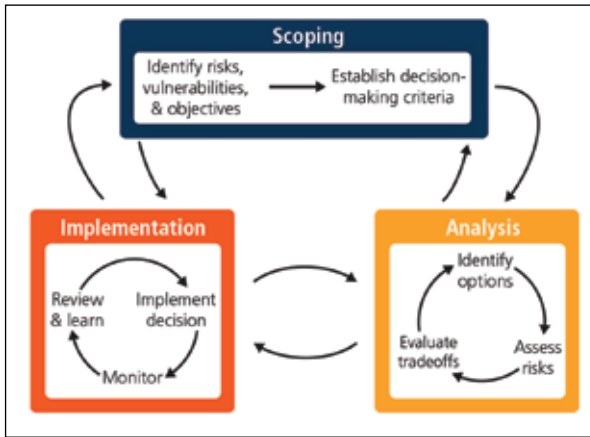 Scoping
Identify risks,
vulnerabilities,
& objectives
Establish decision-
making criteria
Implementation
Review
& learn
Implement
decision
Monitor
Analysis
Identify
options
Assess
risks
Evaluate
tradeoffs